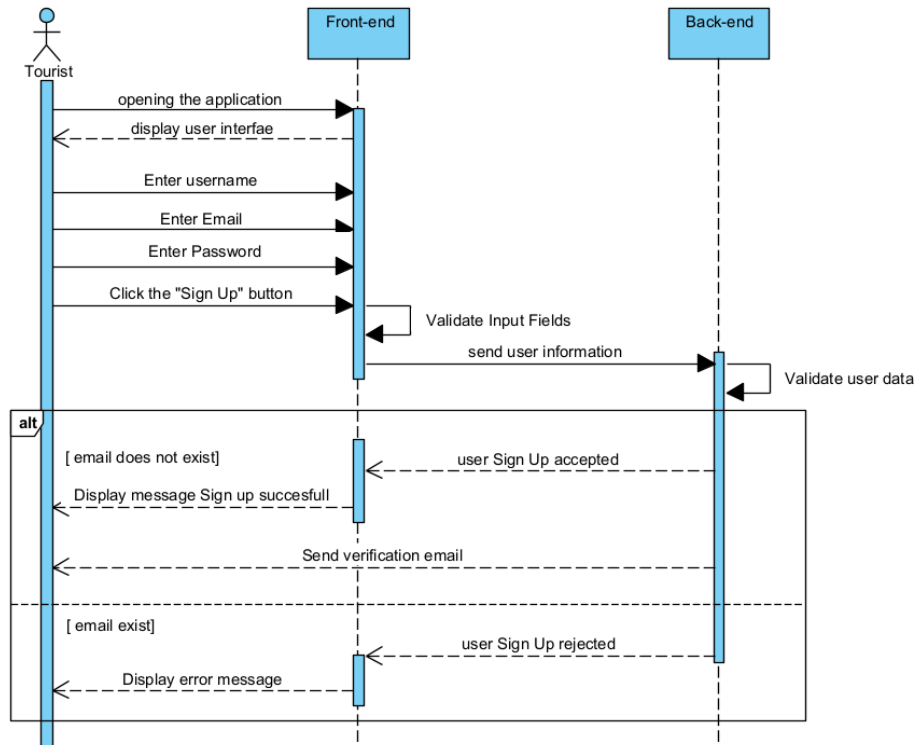 Front-end
Back-end
Tourist
opening the application
display user interfae
Enter username
Enter Email
Enter Password
Click the "Sign Up" button
Validate Input Fields
send user information
Validate user data
alt
[ email does not exist]
user Sign Up accepted
Display message Sign up succesfull
Send verification email
[ email exist]
user Sign Up rejected
Display error message